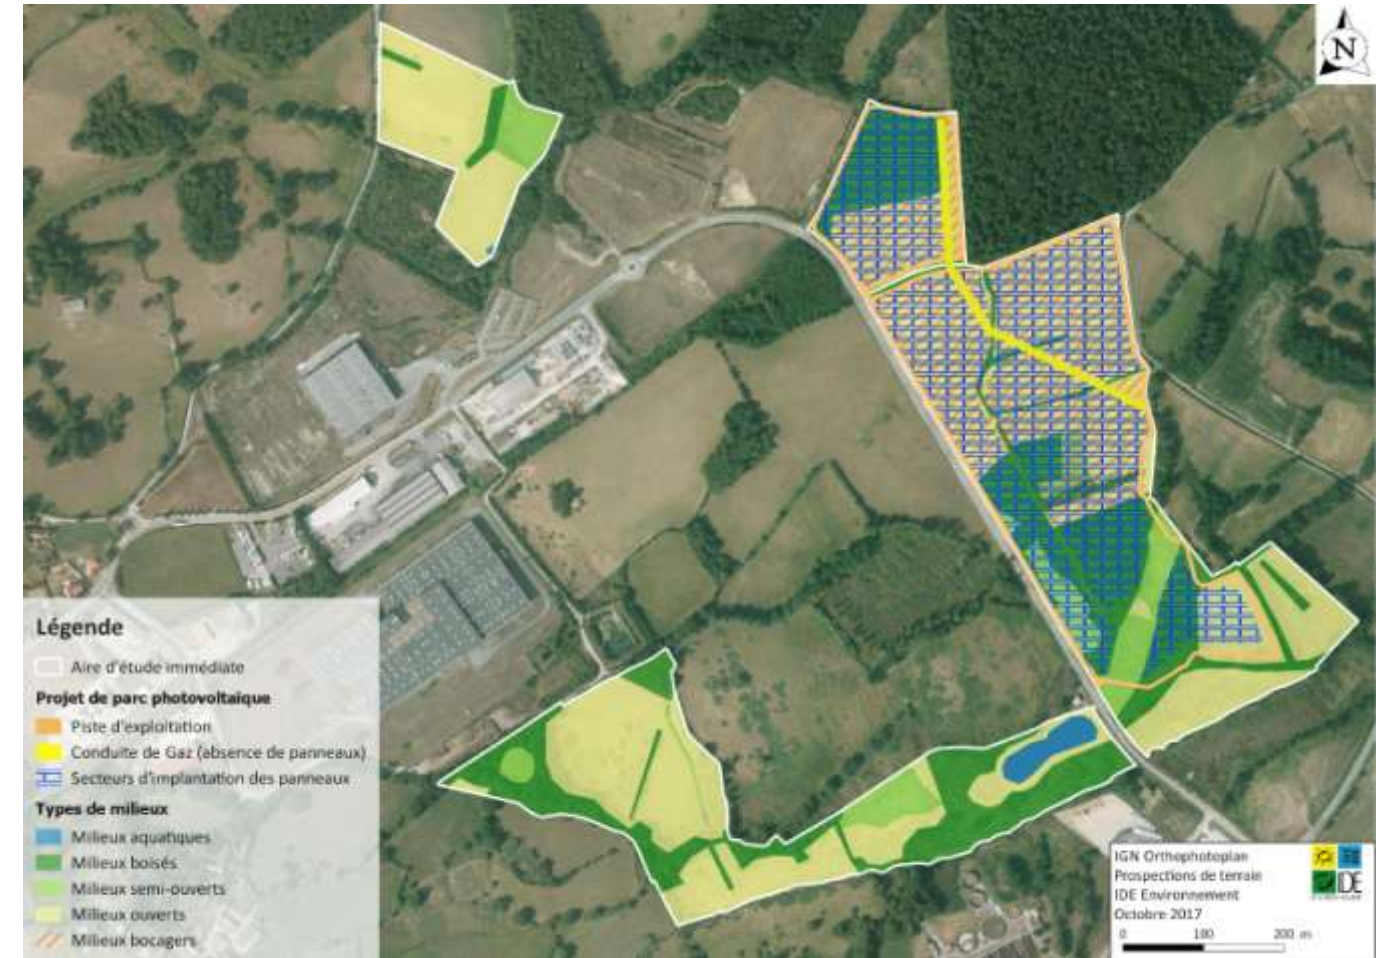 N
Légende
Aire d'étude immédiate
Projet de parc photovoltaïque
Piste d'exploitation
Conduite de Gaz (absence de panneaux)
Secteurs d'implantation des panneaux
Types de milieux
Milieux aquatiques
Milieux boisés
Milieux semi-ouverts
Milieux ouverts
Milieux bocagers
IGN Orthophotoplan
Prospections de terrain
IDE Environnement
Octobre 2017
IDE
0 100 200 m